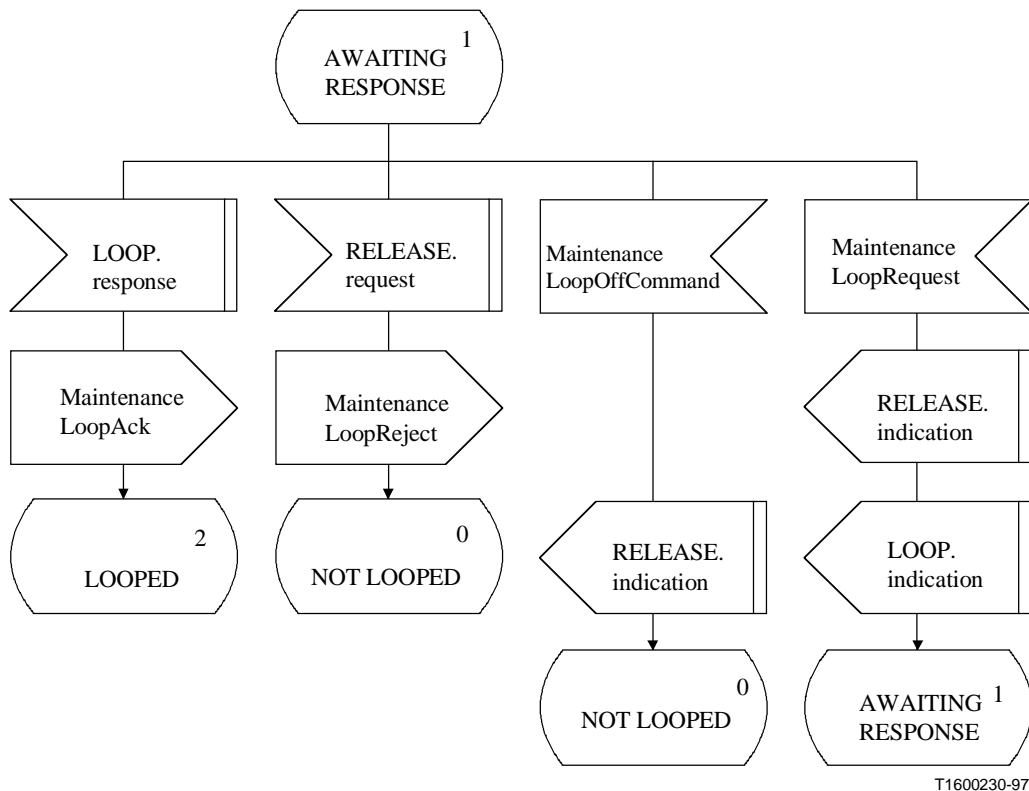 1
AWAITING
RESPONSE
LOOP.
response
RELEASE.
request
Maintenance
LoopOffCommand
Maintenance
LoopRequest
Maintenance
LoopAck
Maintenance
LoopReject
RELEASE.
indication
2
LOOPED
0
NOT LOOPED
RELEASE.
indication
LOOP.
indication
0
NOT LOOPED
1
AWAITING
RESPONSE
T1600230-97